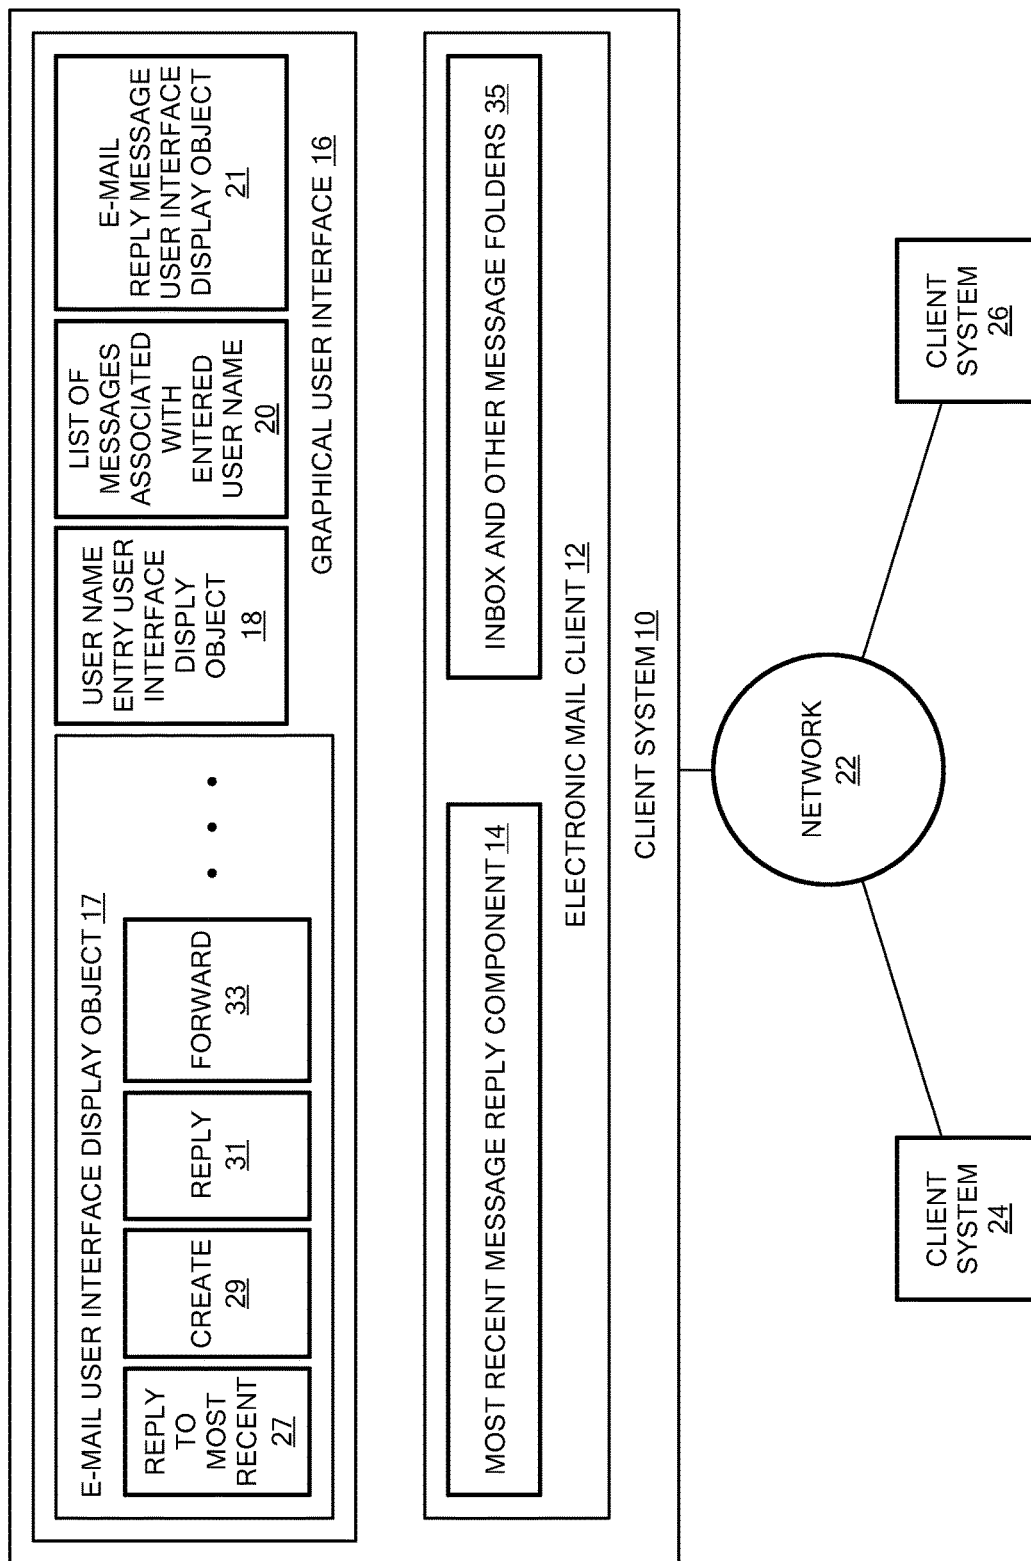 E-MAIL USER INTERFACE DISPLAY OBJECT 17
REPLY
TO
MOST
RECENT
27
CREATE
29
REPLY
31
FORWARD
33
• • •
USER NAME
ENTRY USER
INTERFACE
DISPLY
OBJECT
18
LIST OF
MESSAGES
ASSOCIATED
WITH
ENTERED
USER NAME
20
E-MAIL
REPLY MESSAGE
USER INTERFACE
DISPLAY OBJECT
21
GRAPHICAL USER INTERFACE 16
MOST RECENT MESSAGE REPLY COMPONENT 14
INBOX AND OTHER MESSAGE FOLDERS 35
ELECTRONIC MAIL CLIENT 12
CLIENT SYSTEM 10
NETWORK
22
CLIENT
SYSTEM
24
CLIENT
SYSTEM
26